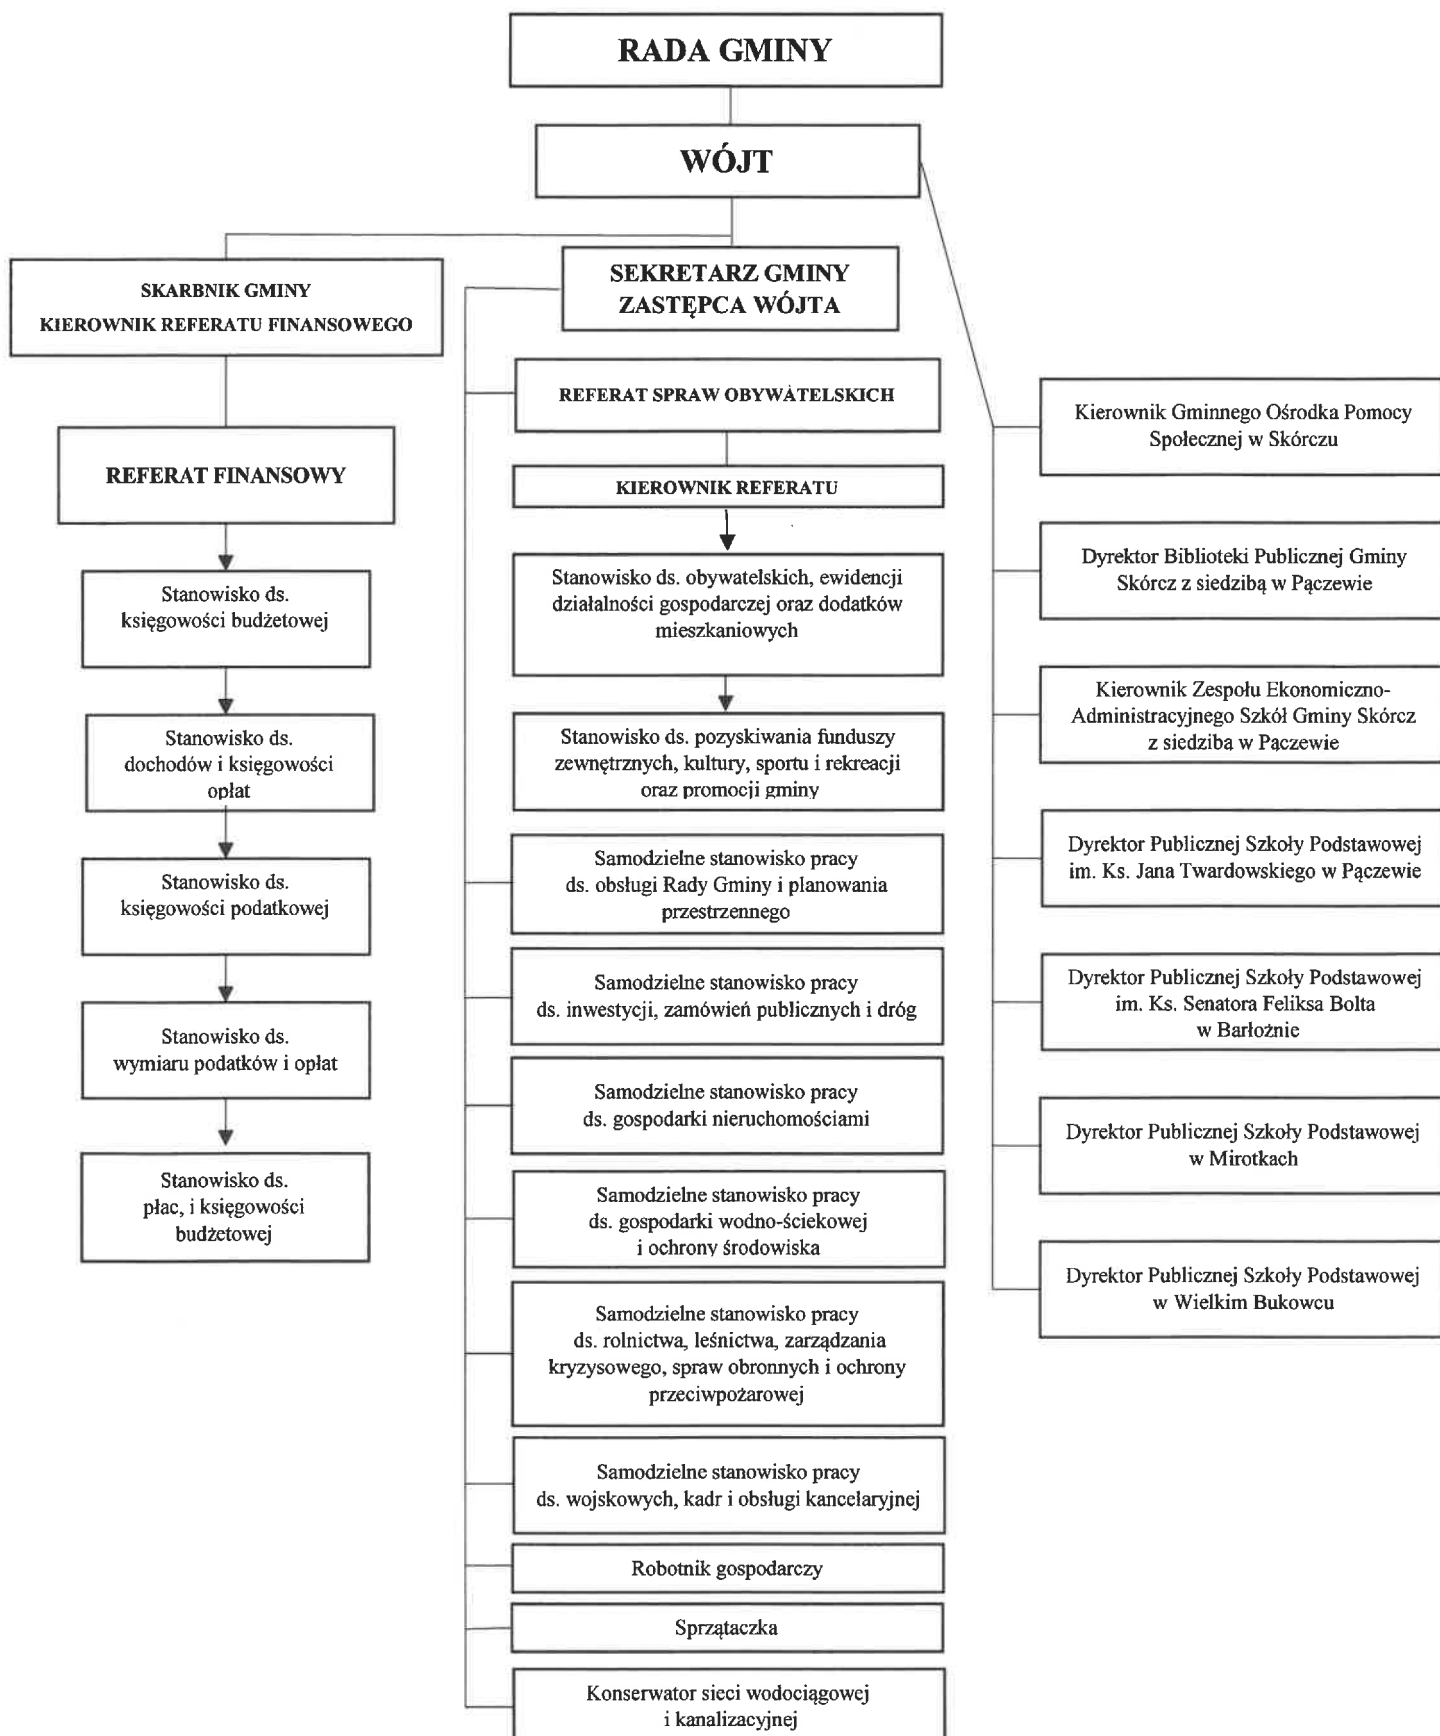 RADA GMINY
WÓJT
SKARBNIK GMINY
KIEROWNIK REFERATU FINANSOWEGO
REFERAT FINANSOWY
Stanowisko ds.
księgowości budżetowej
Stanowisko ds.
dochodów i księgowości
opłat
Stanowisko ds.
księgowości podatkowej
Stanowisko ds.
wymiaru podatków i opłat
Stanowisko ds.
płac, i księgowości
budżetowej
SEKRETARZ GMINY
ZASTĘPCA WÓJTA
REFERAT SPRAW OBYWATELSKICH
KIEROWNIK REFERATU
Stanowisko ds. obywatelskich, ewidencji
działalności gospodarczej oraz dodatków
mieszkaniowych
Stanowisko ds. pozyskiwania funduszy
zewnętrznych, kultury, sportu i rekreacji
oraz promocji gminy
Samodzielne stanowisko pracy
ds. obsługi Rady Gminy i planowania
przestrzennego
Samodzielne stanowisko pracy
ds. inwestycji, zamówień publicznych i dróg
Samodzielne stanowisko pracy
ds. gospodarki nieruchomościami
Samodzielne stanowisko pracy
ds. gospodarki wodno-ściekowej
i ochrony środowiska
Samodzielne stanowisko pracy
ds. rolnictwa, leśnictwa, zarządzania
kryzysowego, spraw obronnych i ochrony
przeciwpożarowej
Samodzielne stanowisko pracy
ds. wojskowych, kadr i obsługi kancelaryjnej
Robotnik gospodarczy
Sprzątaczka
Konserwator sieci wodociągowej
i kanalizacyjnej
Kierownik Gminnego Ośrodka Pomocy
Społecznej w Skórczu
Dyrektor Biblioteki Publicznej Gminy
Skórcz z siedzibą w Pączewie
Kierownik Zespołu Ekonomiczno-
Administracyjnego Szkół Gminy Skórcz
z siedzibą w Pączewie
Dyrektor Publicznej Szkoły Podstawowej
im. Ks. Jana Twardowskiego w Pączewie
Dyrektor Publicznej Szkoły Podstawowej
im. Ks. Senatora Feliksa Bolta
w Barłożnie
Dyrektor Publicznej Szkoły Podstawowej
w Mirotkach
Dyrektor Publicznej Szkoły Podstawowej
w Wielkim Bukowcu